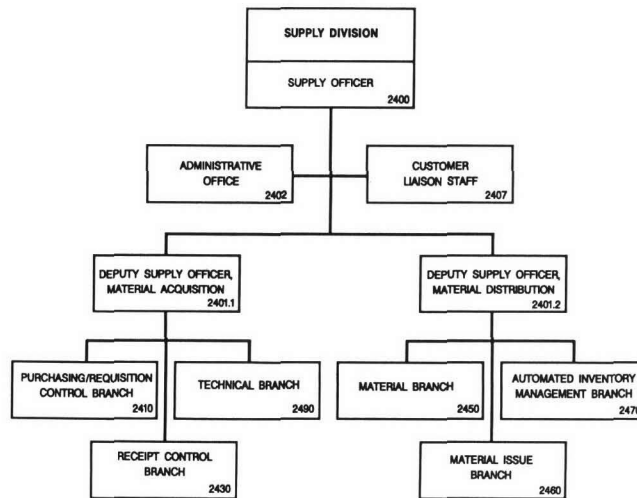 SUPPLY DIVISION
SUPPLY OFFICER
2400
ADMINISTRATIVE
OFFICE
2402
CUSTOMER
LIAISON STAFF
2407
DEPUTY SUPPLY OFFICER,
MATERIAL ACQUISITION
2401.1
DEPUTY SUPPLY OFFICER,
MATERIAL DISTRIBUTION
2401.2
PURCHASING/REQUISITION
CONTROL BRANCH
2410
TECHNICAL BRANCH
2490
MATERIAL BRANCH
2450
AUTOMATED INVENTORY
MANAGEMENT BRANCH
2470
RECEIPT CONTROL
BRANCH
2430
MATERIAL ISSUE
BRANCH
2460